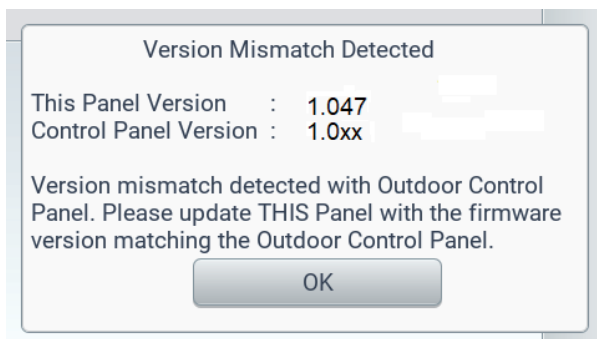 Version Mismatch Detected
This Panel Version : 1.047
Control Panel Version : 1.0xx
Version mismatch detected with Outdoor Control
Panel. Please update THIS Panel with the firmware
version matching the Outdoor Control Panel.
OK